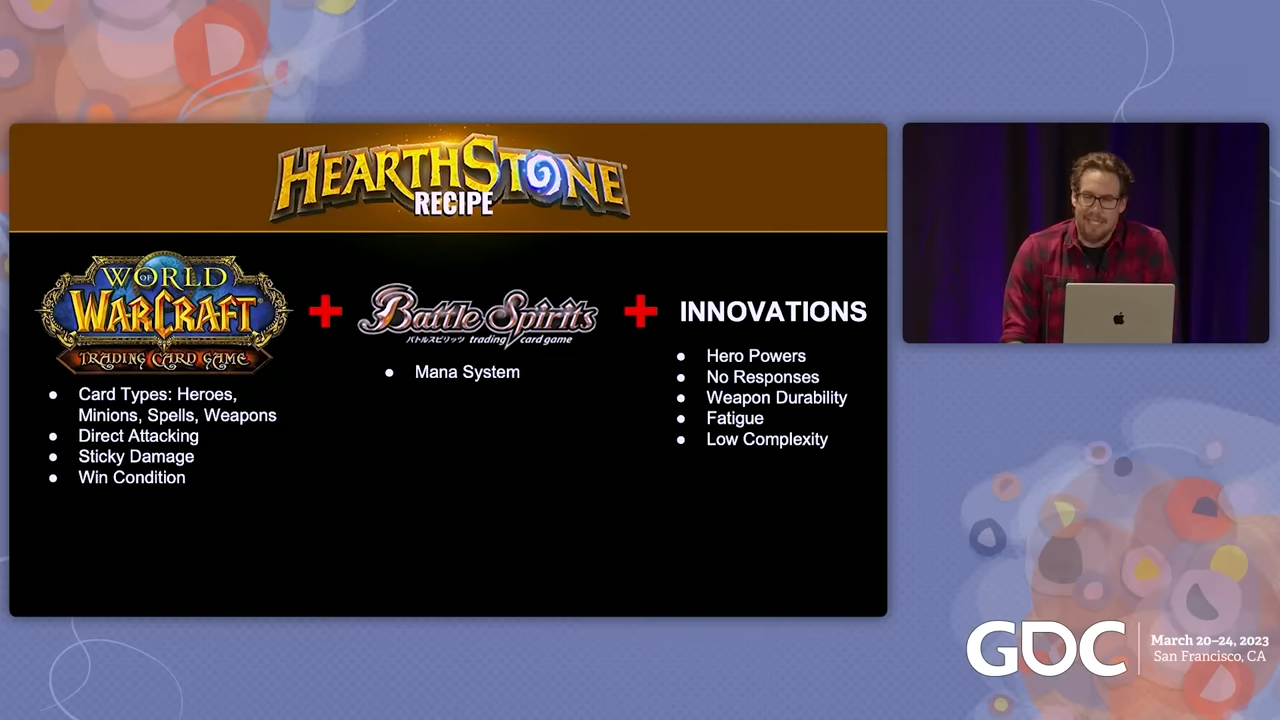 HEARTHSTONE
RECIPE
WORLD
OF
WARCRAFT
TRADING CARD GAME
● Card Types: Heroes,
Minions, Spells, Weapons
● Direct Attacking
● Sticky Damage
● Win Condition
+
Battle Spirits
バトルスピリッツ trading card game
● Mana System
+
INNOVATIONS
● Hero Powers
● No Responses
● Weapon Durability
● Fatigue
● Low Complexity
GDC
March 20–24, 2023
San Francisco, CA